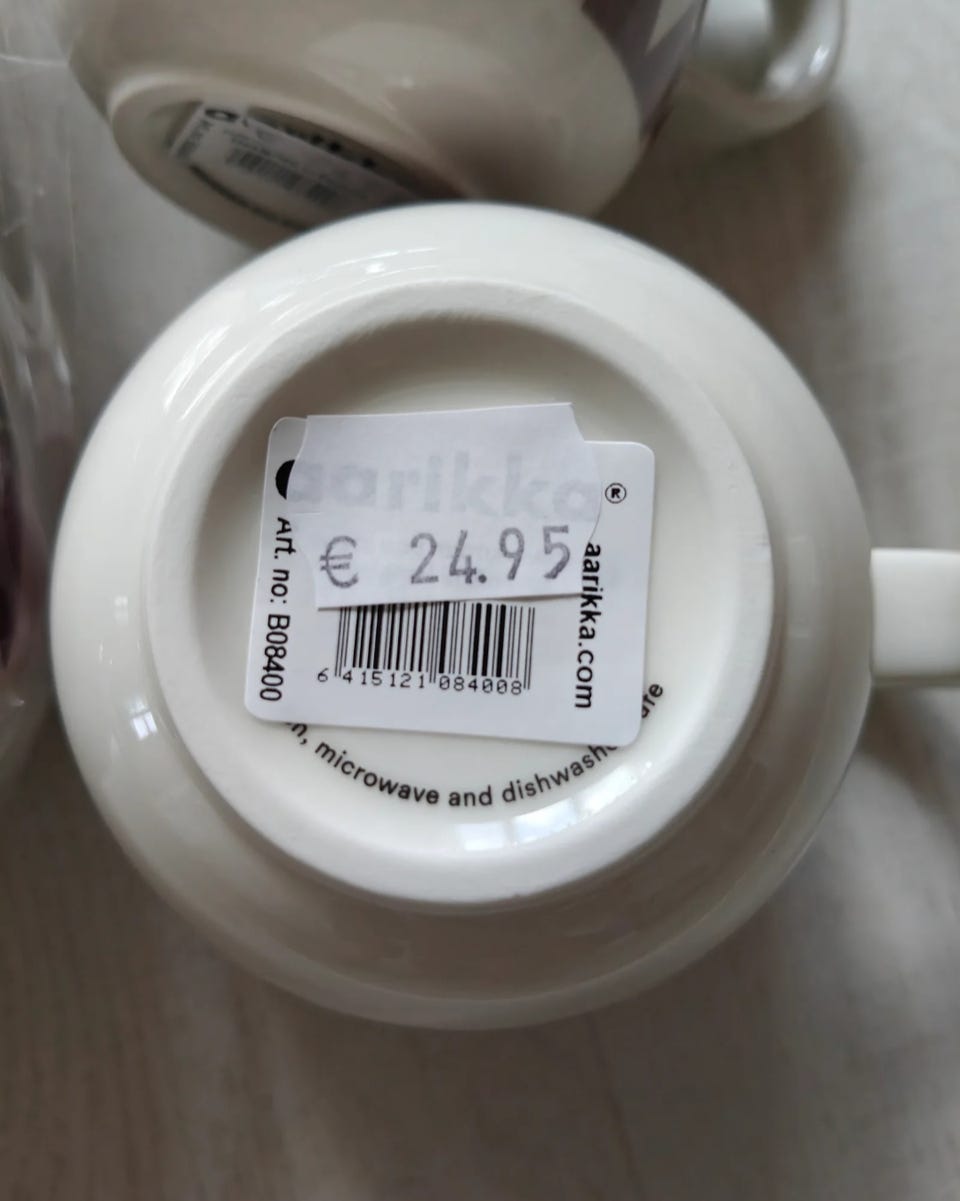 aarikka®
€ 24.95
Art. no: B08400
aarikka.com
6 415121 084008
microwave and dishwash